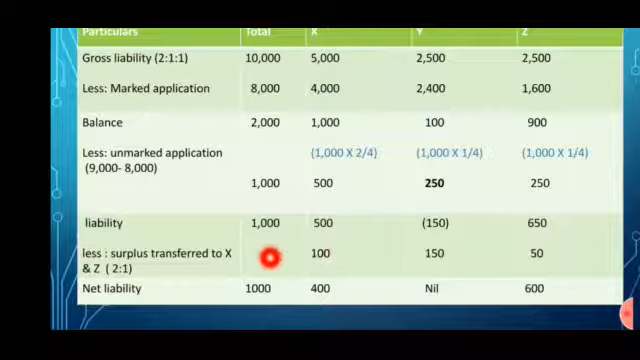 Particulars Total X Y Z
Gross liability (2:1:1) 10,000 5,000 2,500 2,500
Less: Marked application 8,000 4,000 2,400 1,600
Balance 2,000 1,000 100 900
Less: unmarked application (1,000 X 2/4) (1,000 X 1/4) (1,000 X 1/4)
(9,000- 8,000)
1,000 500 250 250
liability 1,000 500 (150) 650
less : surplus transferred to X 100 150 50
& Z ( 2:1)
Net liability 1000 400 Nil 600